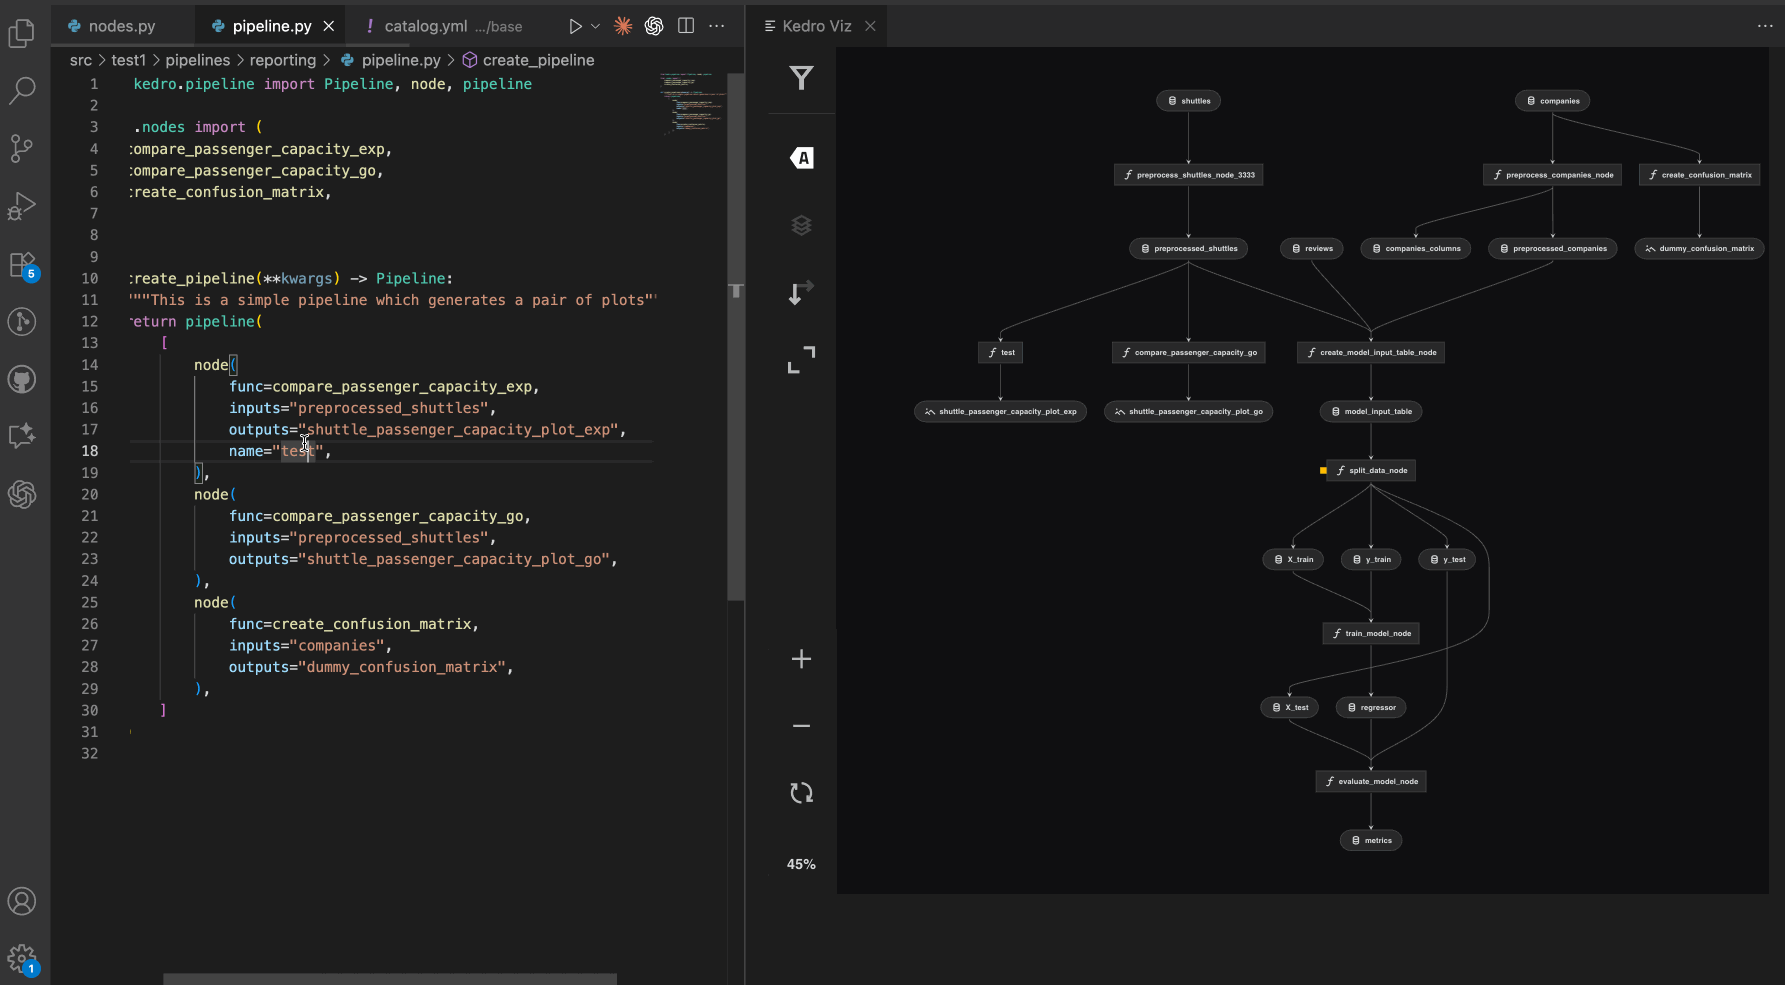 nodes.py
pipeline.py
! catalog.yml .../base
Kedro Viz
src > test1 > pipelines > reporting > pipeline.py > create_pipeline
1 kedro.pipeline import Pipeline, node, pipeline
2
3 .nodes import (
4 compare_passenger_capacity_exp,
5 compare_passenger_capacity_go,
6 create_confusion_matrix,
7
8
9
10 create_pipeline(**kwargs) -> Pipeline:
11 """This is a simple pipeline which generates a pair of plots"
12 return pipeline(
13 [
14 node(
15 func=compare_passenger_capacity_exp,
16 inputs="preprocessed_shuttles",
17 outputs="shuttle_passenger_capacity_plot_exp",
18 name="test",
19 ),
20 node(
21 func=compare_passenger_capacity_go,
22 inputs="preprocessed_shuttles",
23 outputs="shuttle_passenger_capacity_plot_go",
24 ),
25 node(
26 func=create_confusion_matrix,
27 inputs="companies",
28 outputs="dummy_confusion_matrix",
29 ),
30 ]
31
32
5
1
A
45%
shuttles
companies
preprocess_shuttles_node_3333
preprocess_companies_node
create_confusion_matrix
preprocessed_shuttles
reviews
companies_columns
preprocessed_companies
dummy_confusion_matrix
test
compare_passenger_capacity_go
create_model_input_table_node
shuttle_passenger_capacity_plot_exp
shuttle_passenger_capacity_plot_go
model_input_table
split_data_node
X_train
y_train
y_test
train_model_node
X_test
regressor
evaluate_model_node
metrics